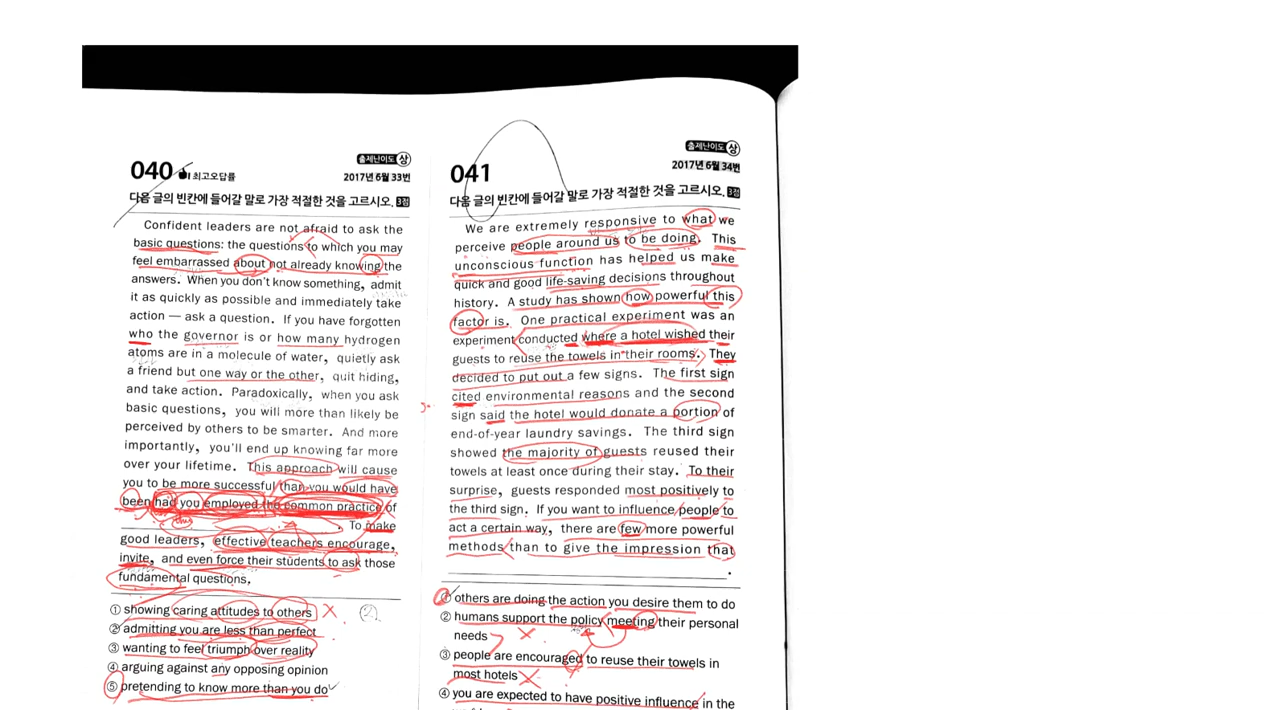 040 최고오답률
출제난이도 상
2017년 6월 33번
다음 글의 빈칸에 들어갈 말로 가장 적절한 것을 고르시오. 3점
Confident leaders are not afraid to ask the
basic questions: the questions to which you may
feel embarrassed about not already knowing the
answers. When you don't know something, admit
it as quickly as possible and immediately take
action — ask a question. If you have forgotten
who the governor is or how many hydrogen
atoms are in a molecule of water, quietly ask
a friend but one way or the other, quit hiding,
and take action. Paradoxically, when you ask
basic questions, you will more than likely be
perceived by others to be smarter. And more
importantly, you'll end up knowing far more
over your lifetime. This approach will cause
you to be more successful than you would have
been had you employed the common practice of
. To make
good leaders, effective teachers encourage,
invite, and even force their students to ask those
fundamental questions.
① showing caring attitudes to others
② admitting you are less than perfect
③ wanting to feel triumph over reality
④ arguing against any opposing opinion
⑤ pretending to know more than you do
041
출제난이도 상
2017년 6월 34번
다음 글의 빈칸에 들어갈 말로 가장 적절한 것을 고르시오. 3점
We are extremely responsive to what we
perceive people around us to be doing. This
unconscious function has helped us make
quick and good life-saving decisions throughout
history. A study has shown how powerful this
factor is. One practical experiment was an
experiment conducted where a hotel wished their
guests to reuse the towels in their rooms. They
decided to put out a few signs. The first sign
cited environmental reasons and the second
sign said the hotel would donate a portion of
end-of-year laundry savings. The third sign
showed the majority of guests reused their
towels at least once during their stay. To their
surprise, guests responded most positively to
the third sign. If you want to influence people to
act a certain way, there are few more powerful
methods than to give the impression that
.
① others are doing the action you desire them to do
② humans support the policy meeting their personal
needs
③ people are encouraged to reuse their towels in
most hotels
④ you are expected to have positive influence in the